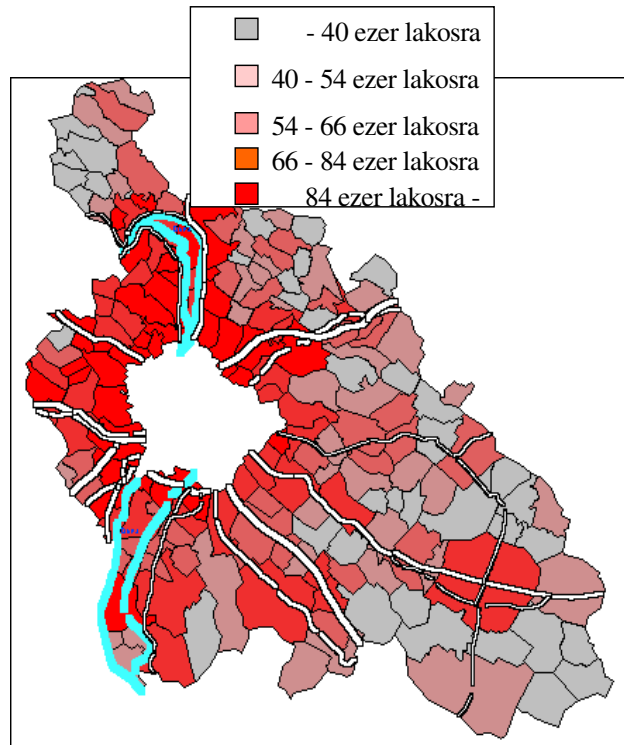 - 40 ezer lakosra
40 - 54 ezer lakosra
54 - 66 ezer lakosra
66 - 84 ezer lakosra
84 ezer lakosra -